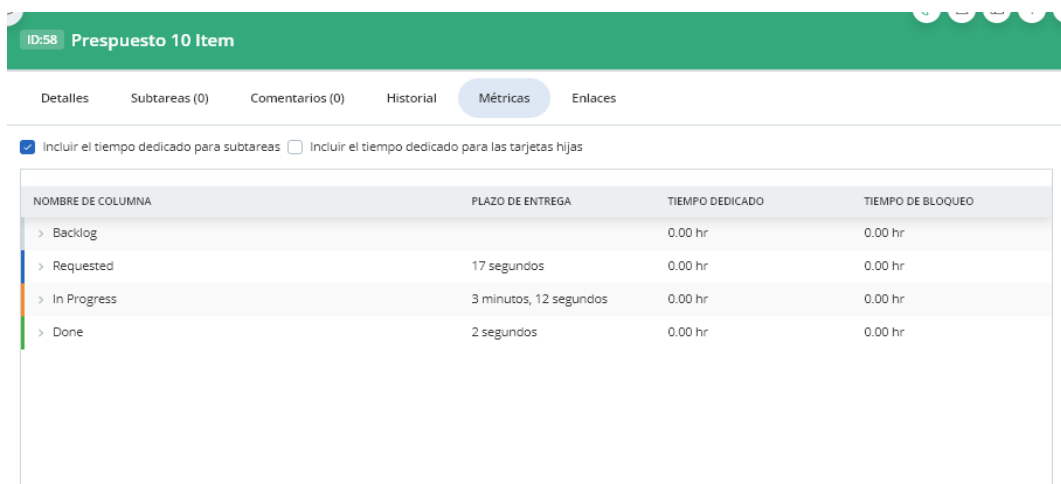 ID:58 Prespuesto 10 Item
Detalles Subtareas (0) Comentarios (0) Historial Métricas Enlaces
Incluir el tiempo dedicado para subtareas Incluir el tiempo dedicado para las tarjetas hijas
NOMBRE DE COLUMNA PLAZO DE ENTREGA TIEMPO DEDICADO TIEMPO DE BLOQUEO
Backlog 0.00 hr 0.00 hr
Requested 17 segundos 0.00 hr 0.00 hr
In Progress 3 minutos, 12 segundos 0.00 hr 0.00 hr
Done 2 segundos 0.00 hr 0.00 hr